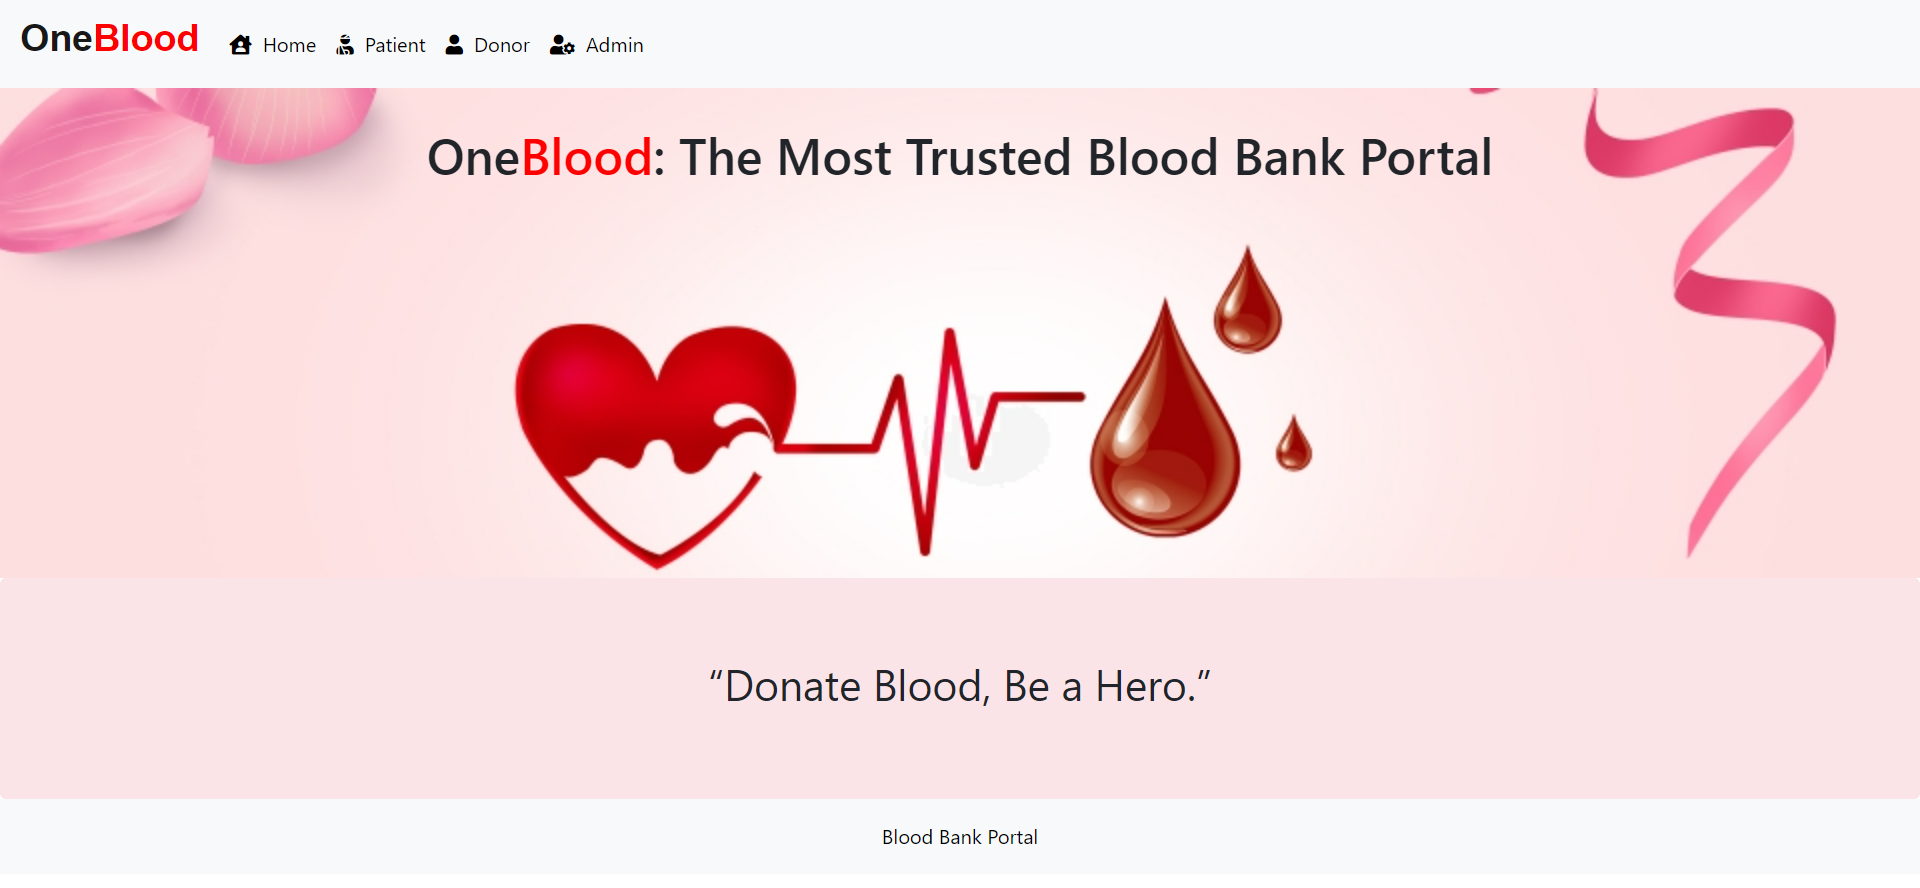 OneBlood
Home Patient Donor Admin
OneBlood: The Most Trusted Blood Bank Portal
“Donate Blood, Be a Hero.”
Blood Bank Portal